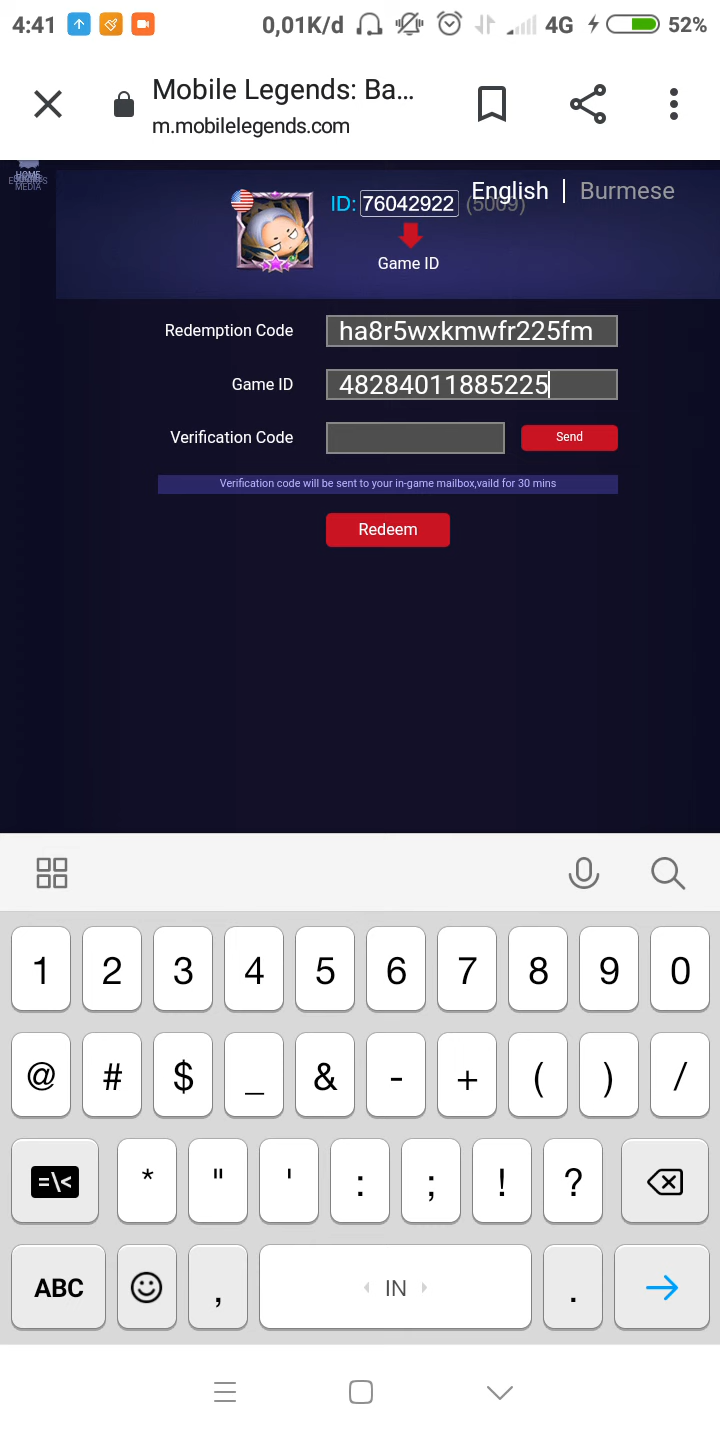 4:41 0,01K/d 4G 52%
Mobile Legends: Ba...
m.mobilelegends.com
HOME
MEDIA
English | Burmese
ID: 76042922 (5009)
Game ID
Redemption Code ha8r5wxkmwfr225fm
Game ID 48284011885225
Verification Code Send
Verification code will be sent to your in-game mailbox,vaild for 30 mins
Redeem
1 2 3 4 5 6 7 8 9 0
@ # $ _ & - + ( ) /
=\< * " ' : ; ! ?
ABC , IN .